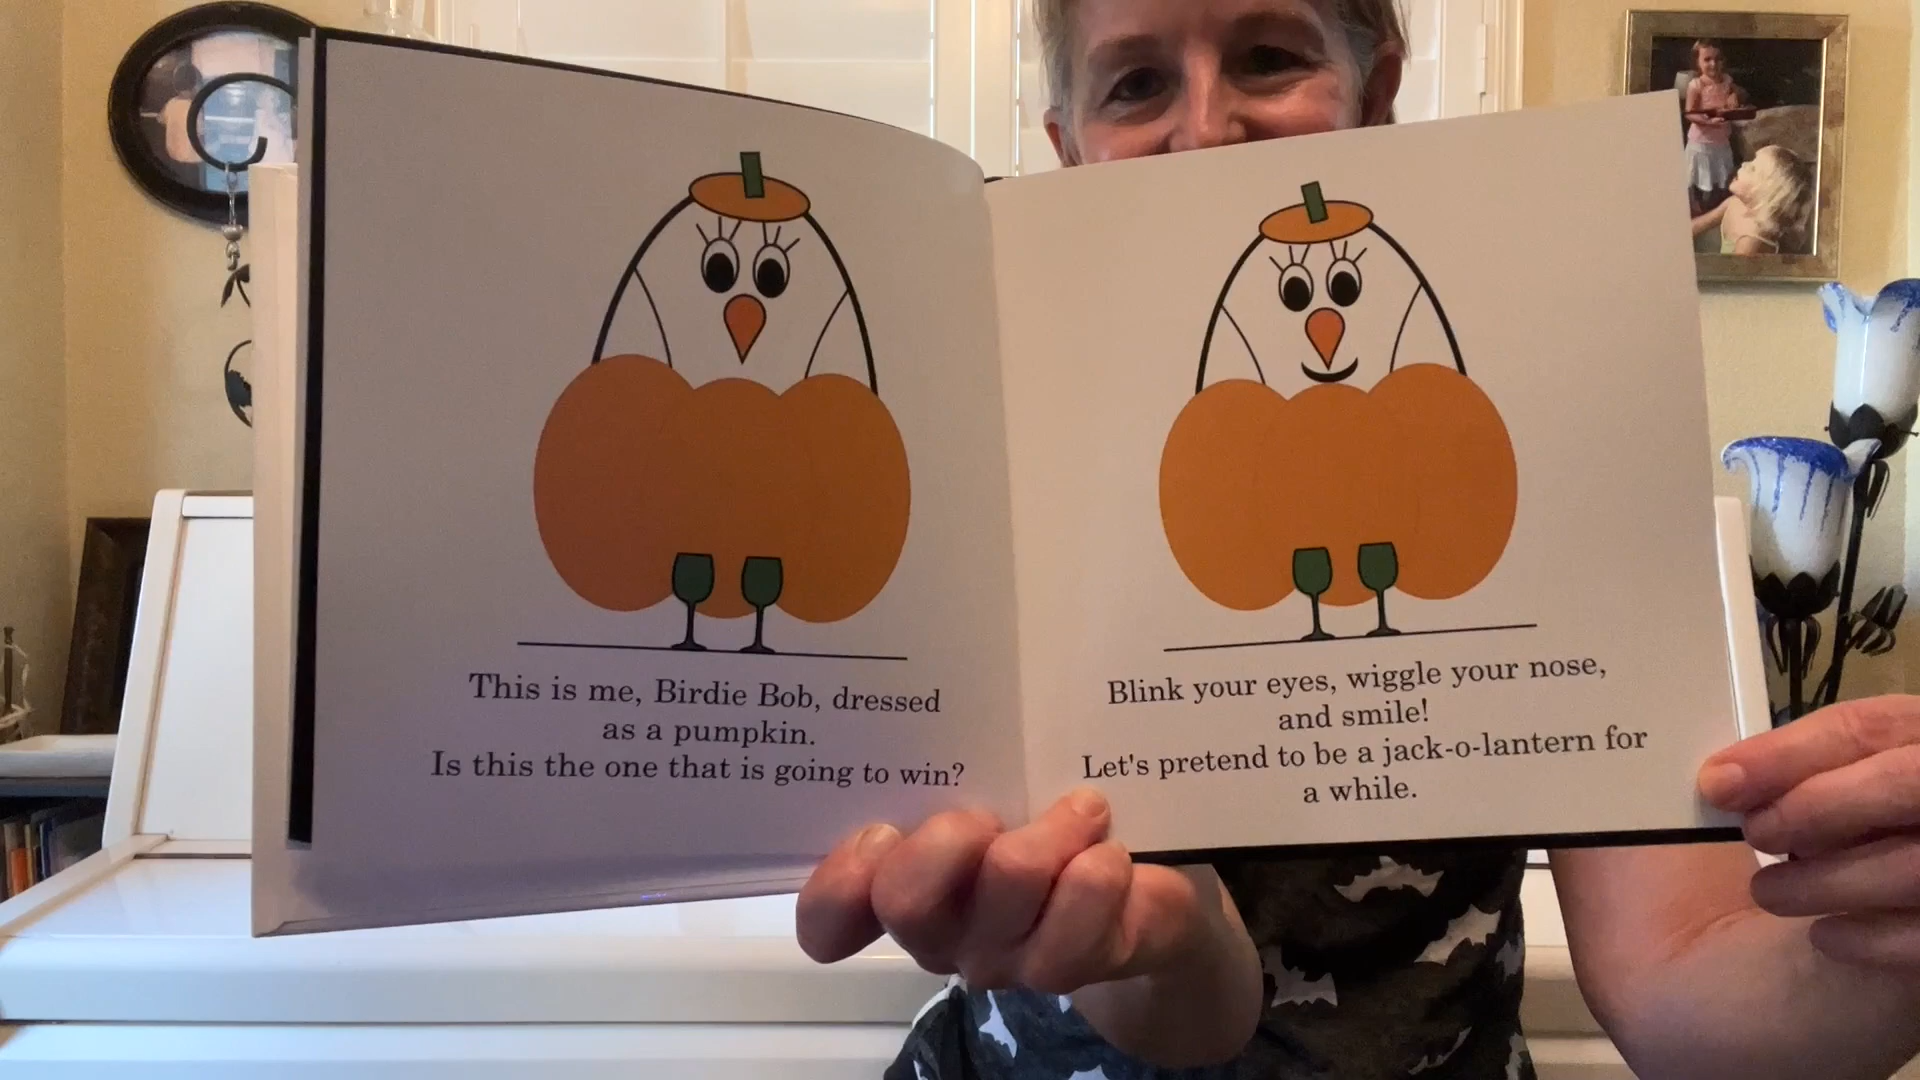 This is me, Birdie Bob, dressed
as a pumpkin.
Is this the one that is going to win?
Blink your eyes, wiggle your nose,
and smile!
Let's pretend to be a jack-o-lantern for
a while.